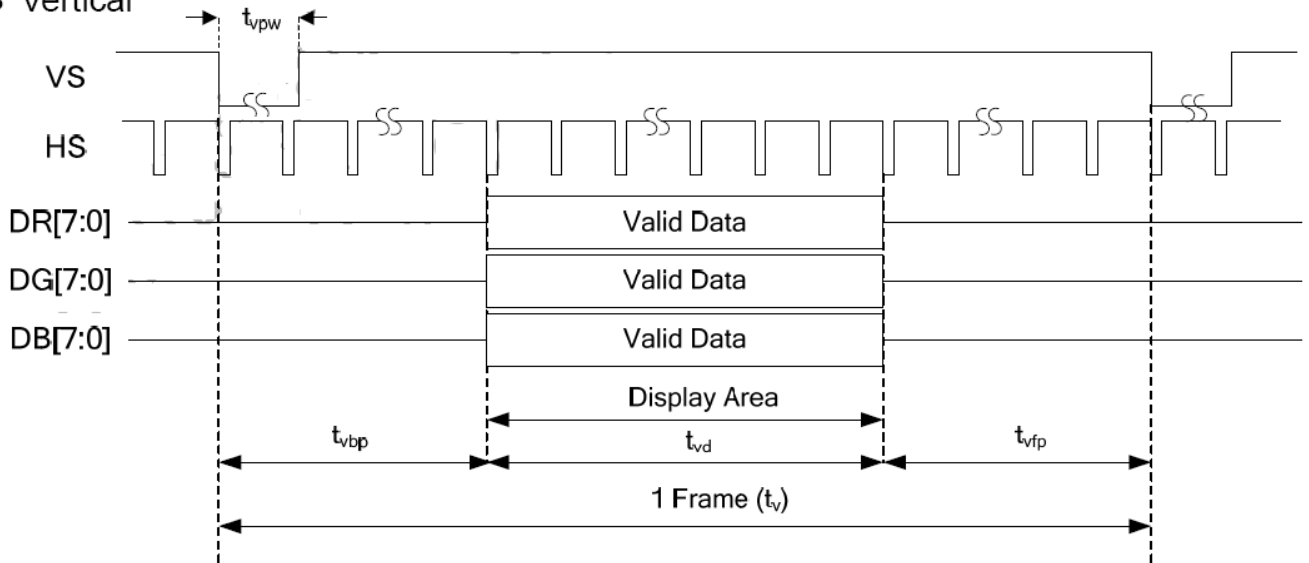 Vertical
tvpw
VS
HS
DR[7:0] Valid Data
DG[7:0] Valid Data
DB[7:0] Valid Data
Display Area
tvbp tvd tvfp
1 Frame (tv)